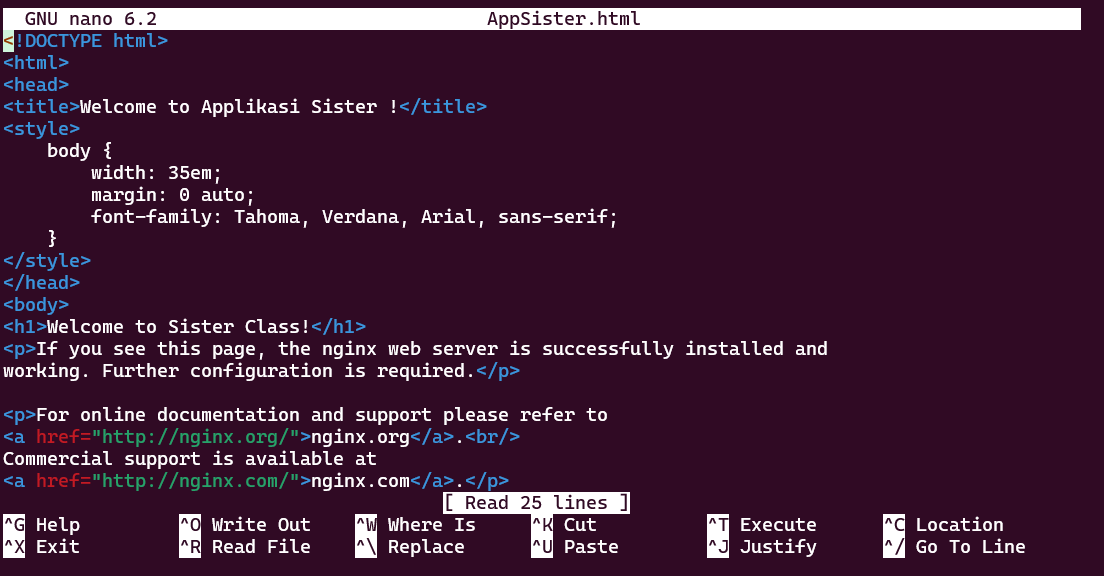 GNU nano 6.2 AppSister.html
<!DOCTYPE html>
<html>
<head>
<title>Welcome to Applikasi Sister !</title>
<style>
    body {
        width: 35em;
        margin: 0 auto;
        font-family: Tahoma, Verdana, Arial, sans-serif;
    }
</style>
</head>
<body>
<h1>Welcome to Sister Class!</h1>
<p>If you see this page, the nginx web server is successfully installed and
working. Further configuration is required.</p>

<p>For online documentation and support please refer to
<a href="http://nginx.org/">nginx.org</a>.<br/>
Commercial support is available at
<a href="http://nginx.com/">nginx.com</a>.</p>
[ Read 25 lines ]
^G Help ^O Write Out ^W Where Is ^K Cut ^T Execute ^C Location
^X Exit ^R Read File ^\ Replace ^U Paste ^J Justify ^/ Go To Line